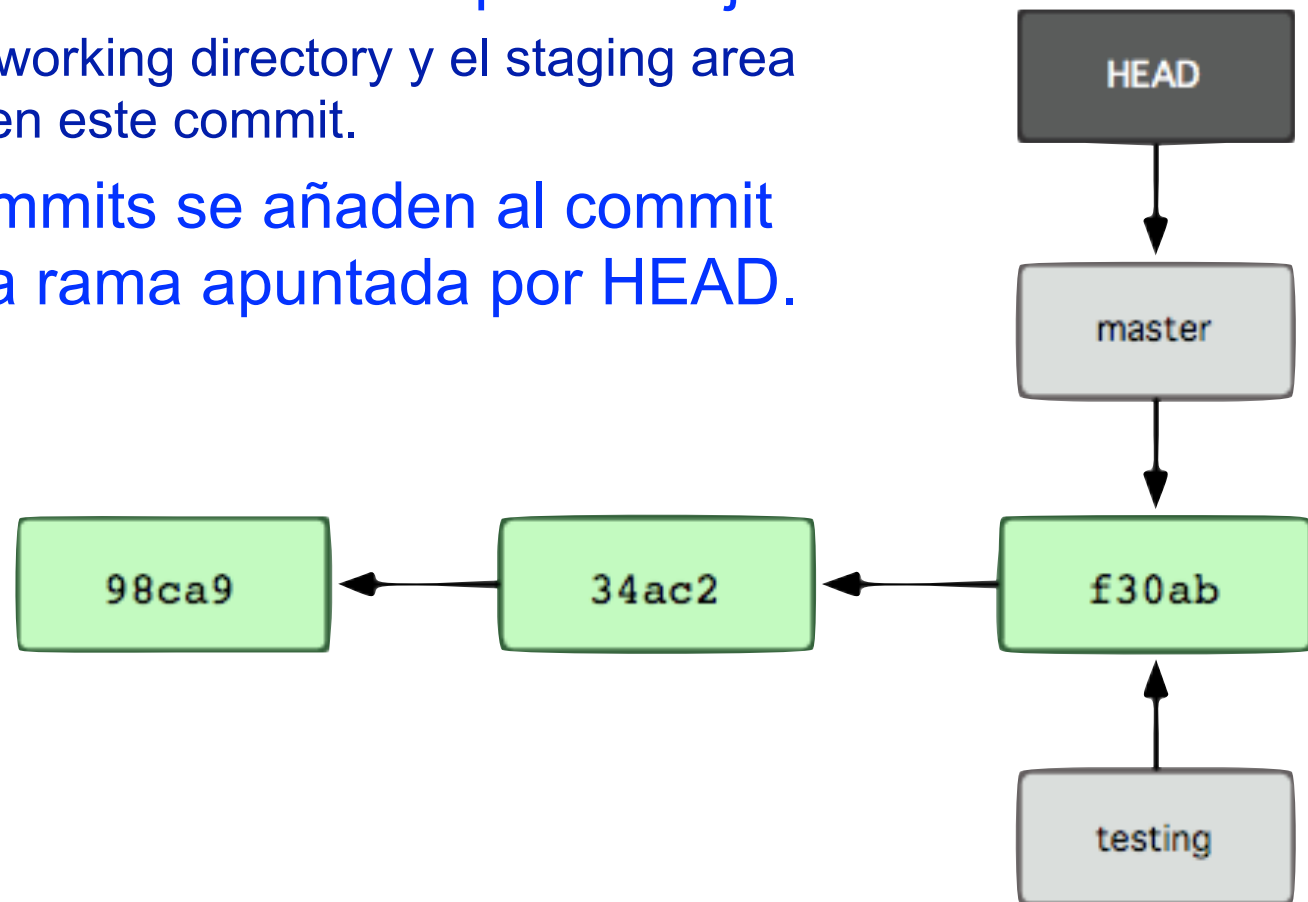 working directory y el staging area
en este commit.
mmits se añaden al commit
a rama apuntada por HEAD.
HEAD
master
98ca9
34ac2
f30ab
testing